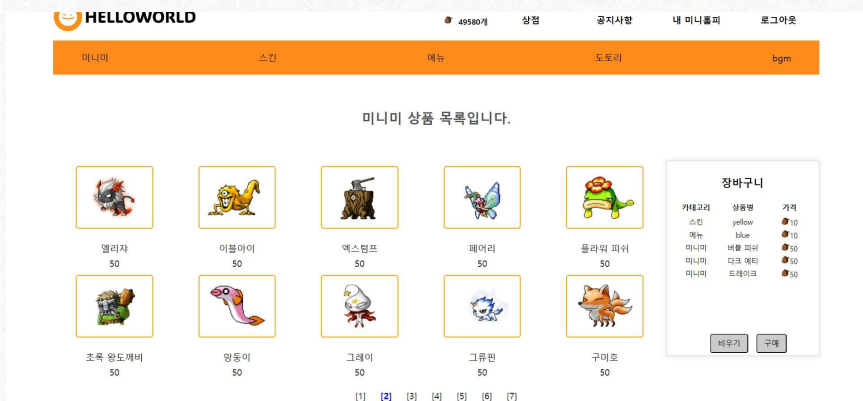 HELLOWORLD 49580개 상점 공지사항 내 미니홈피 로그아웃
미니미 스킨 메뉴 도토리 bgm
미니미 상품 목록입니다.
엘리쟈 이블아이 엑스텀프 페어리 플라워 피쉬
50 50 50 50 50
초록 왕도깨비 망둥이 그레이 그류핀 구미호
50 50 50 50 50
[1] [2] [3] [4] [5] [6] [7]
장바구니
카테고리 상품명 가격
스킨 yellow 10
메뉴 blue 10
미니미 버블 피쉬 50
미니미 다크 예티 50
미니미 드레이크 50
비우기 구매